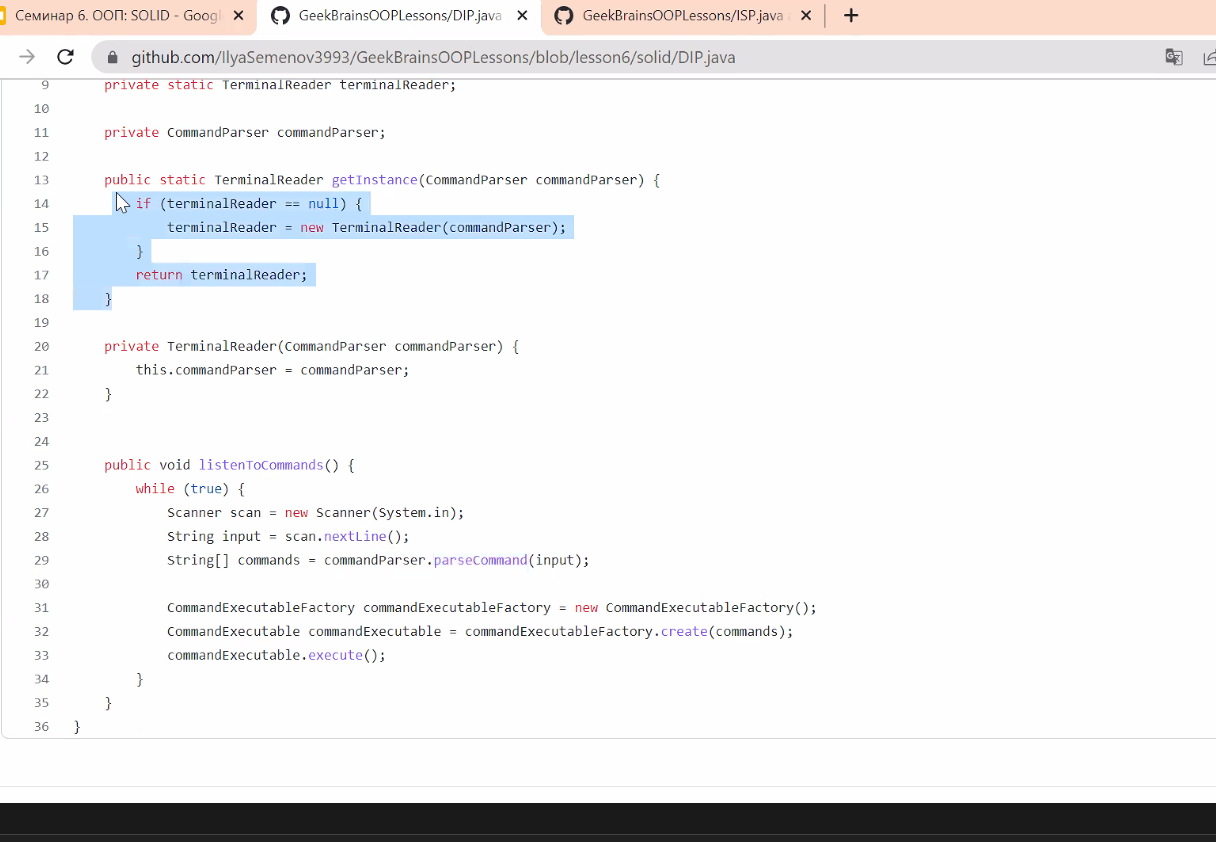 Семинар 6. ООП: SOLID - Goog
GeekBrainsOOPLessons/DIP.java
GeekBrainsOOPLessons/ISP.java
github.com/IlyaSemenov3993/GeekBrainsOOPLessons/blob/lesson6/solid/DIP.java
9 private static TerminalReader terminalReader;
10
11 private CommandParser commandParser;
12
13 public static TerminalReader getInstance(CommandParser commandParser) {
14 if (terminalReader == null) {
15 terminalReader = new TerminalReader(commandParser);
16 }
17 return terminalReader;
18 }
19
20 private TerminalReader(CommandParser commandParser) {
21 this.commandParser = commandParser;
22 }
23
24
25 public void listenToCommands() {
26 while (true) {
27 Scanner scan = new Scanner(System.in);
28 String input = scan.nextLine();
29 String[] commands = commandParser.parseCommand(input);
30
31 CommandExecutableFactory commandExecutableFactory = new CommandExecutableFactory();
32 CommandExecutable commandExecutable = commandExecutableFactory.create(commands);
33 commandExecutable.execute();
34 }
35 }
36 }